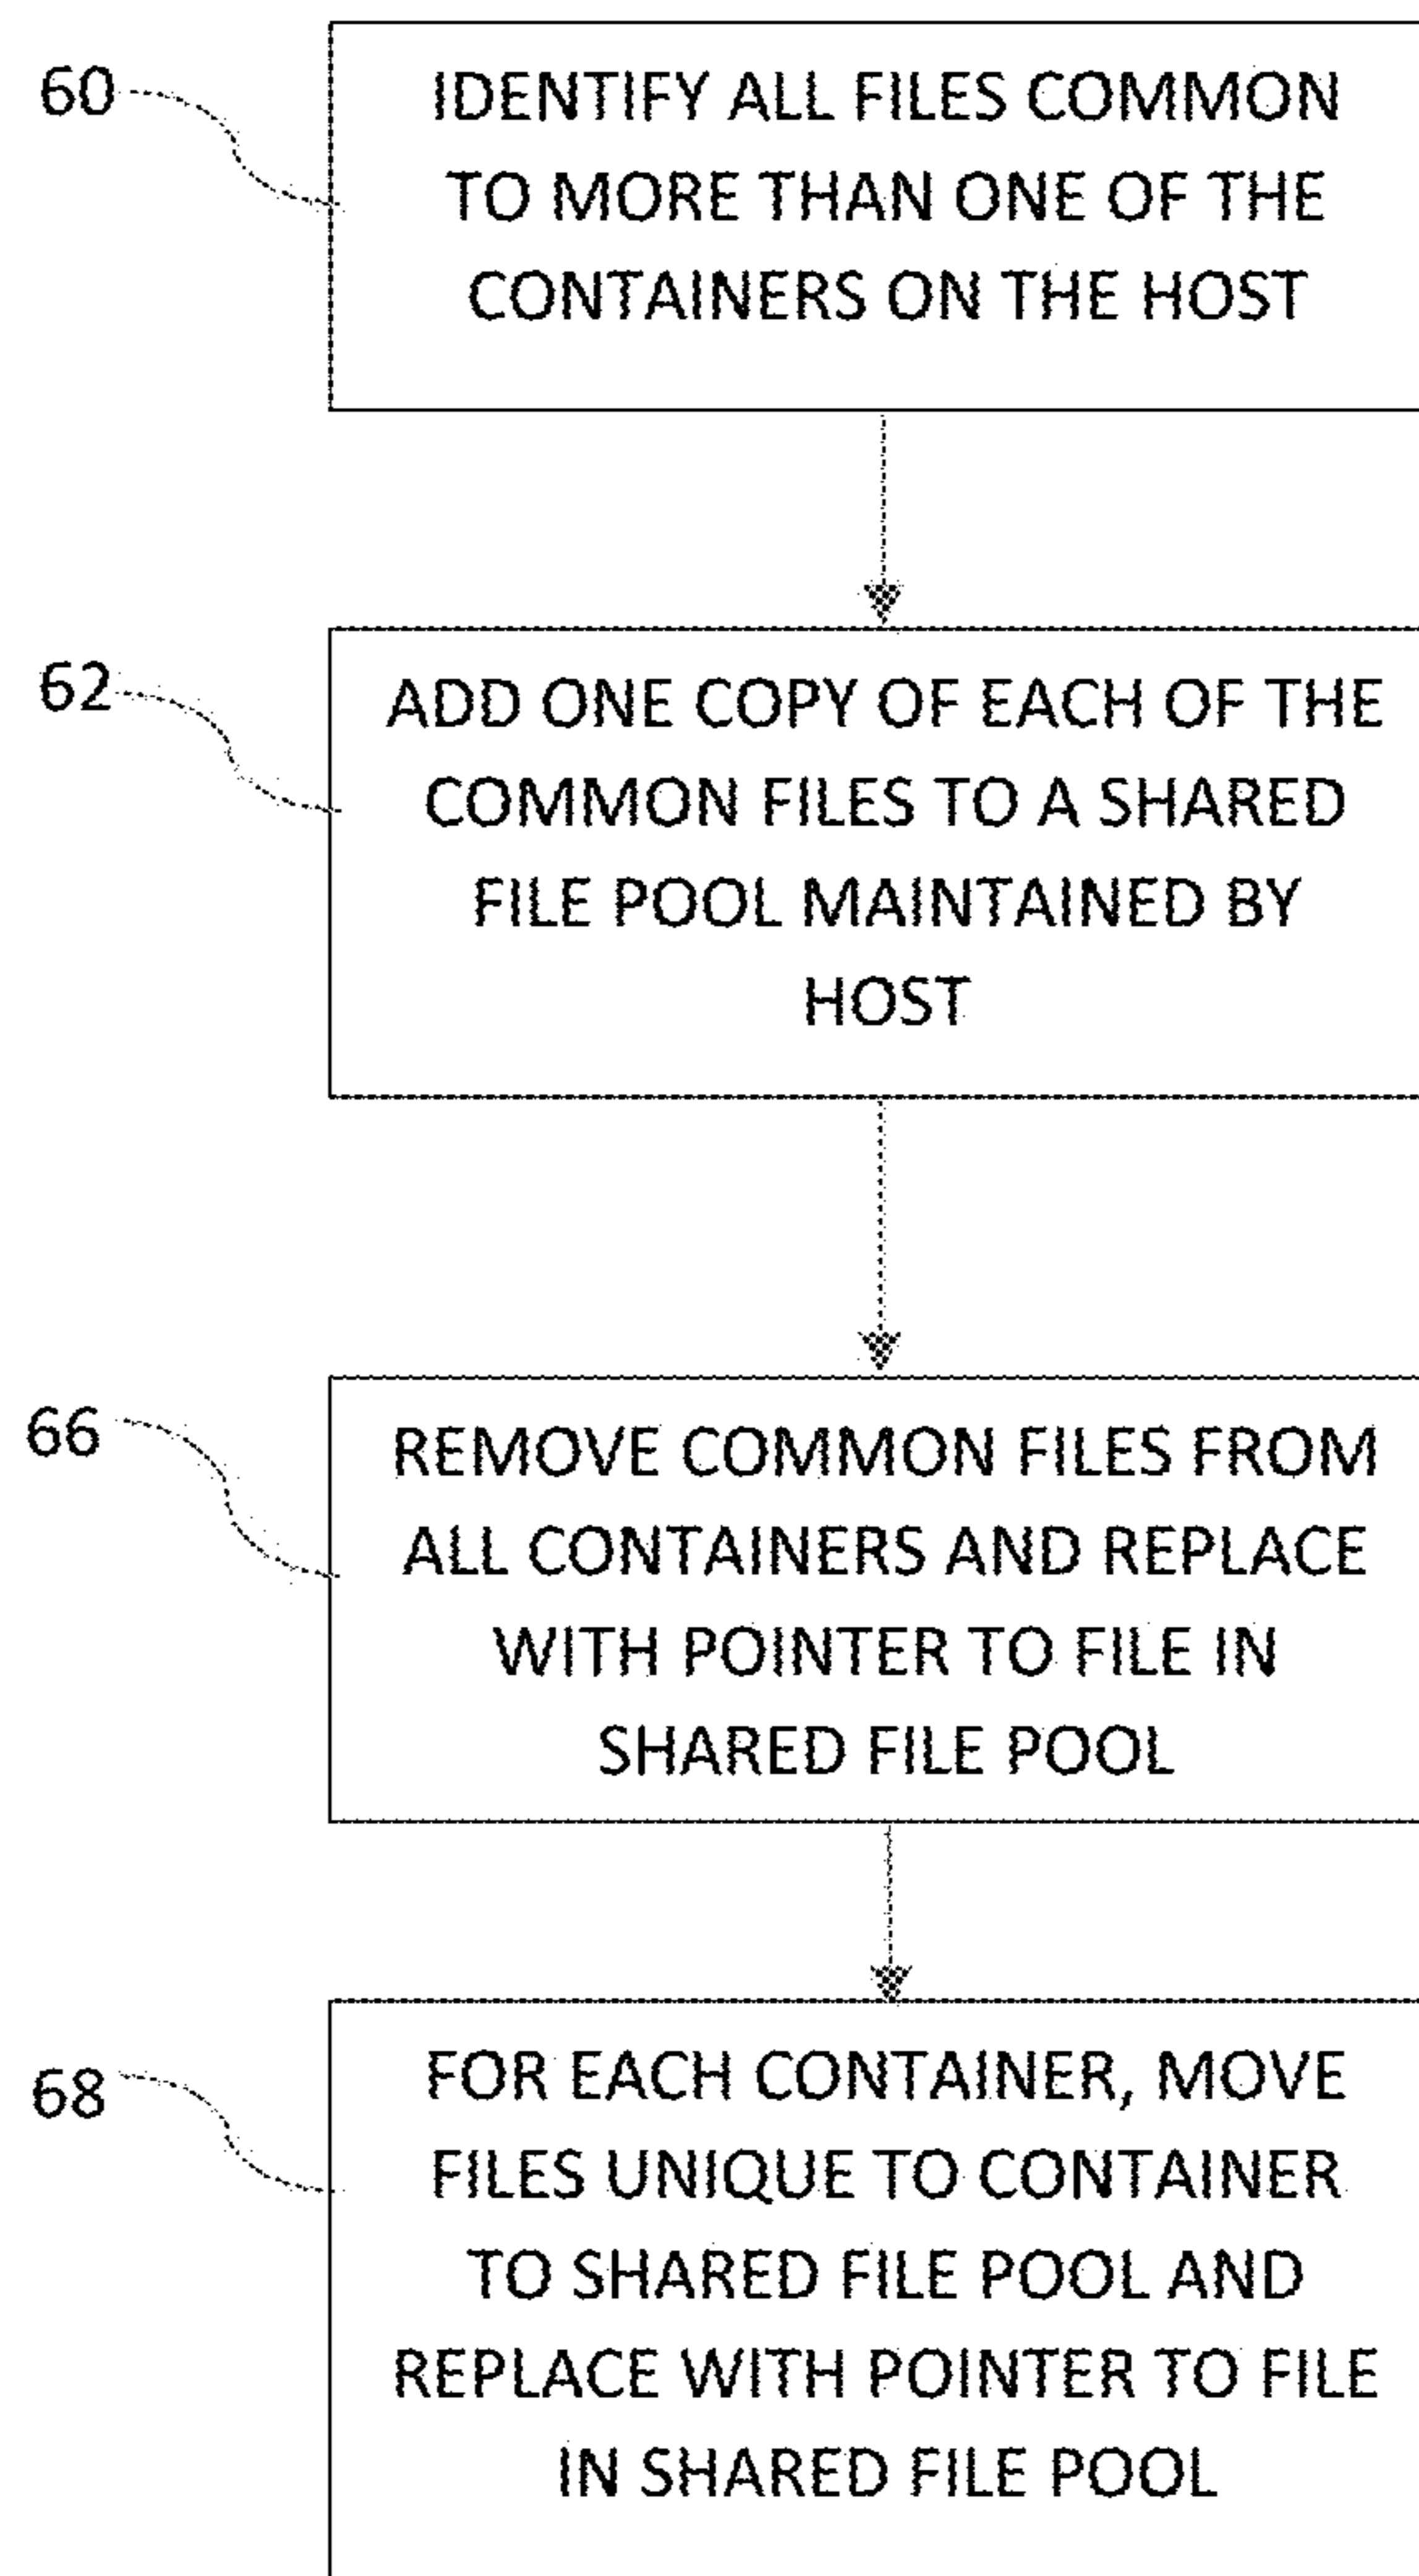 60
IDENTIFY ALL FILES COMMON
TO MORE THAN ONE OF THE
CONTAINERS ON THE HOST
62
ADD ONE COPY OF EACH OF THE
COMMON FILES TO A SHARED
FILE POOL MAINTAINED BY
HOST
66
REMOVE COMMON FILES FROM
ALL CONTAINERS AND REPLACE
WITH POINTER TO FILE IN
SHARED FILE POOL
68
FOR EACH CONTAINER, MOVE
FILES UNIQUE TO CONTAINER
TO SHARED FILE POOL AND
REPLACE WITH POINTER TO FILE
IN SHARED FILE POOL